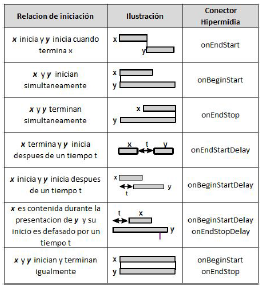 Relacion de iniciación
Ilustración
Conector
Hipermidia
x inicia y y inicia cuando
termina x
x
y
onEndStart
x y y inician
simultaneamente
x
y
onBeginStart
x y y terminan
simultaneamente
x
y
onEndStop
x termina y y inicia
despues de un tiempo t
x t y
onEndStartDelay
x inicia y y inicia despues
de un tiempo t
x
t y
onBeginStartDelay
x es contenida durante la
presentacion de y y su
inicio es defasado por un
tiempo t
t x
y
onBeginStartDelay
onEndStopDelay
x y y inician y terminan
igualmente
x
y
onBeginStart
onEndStop